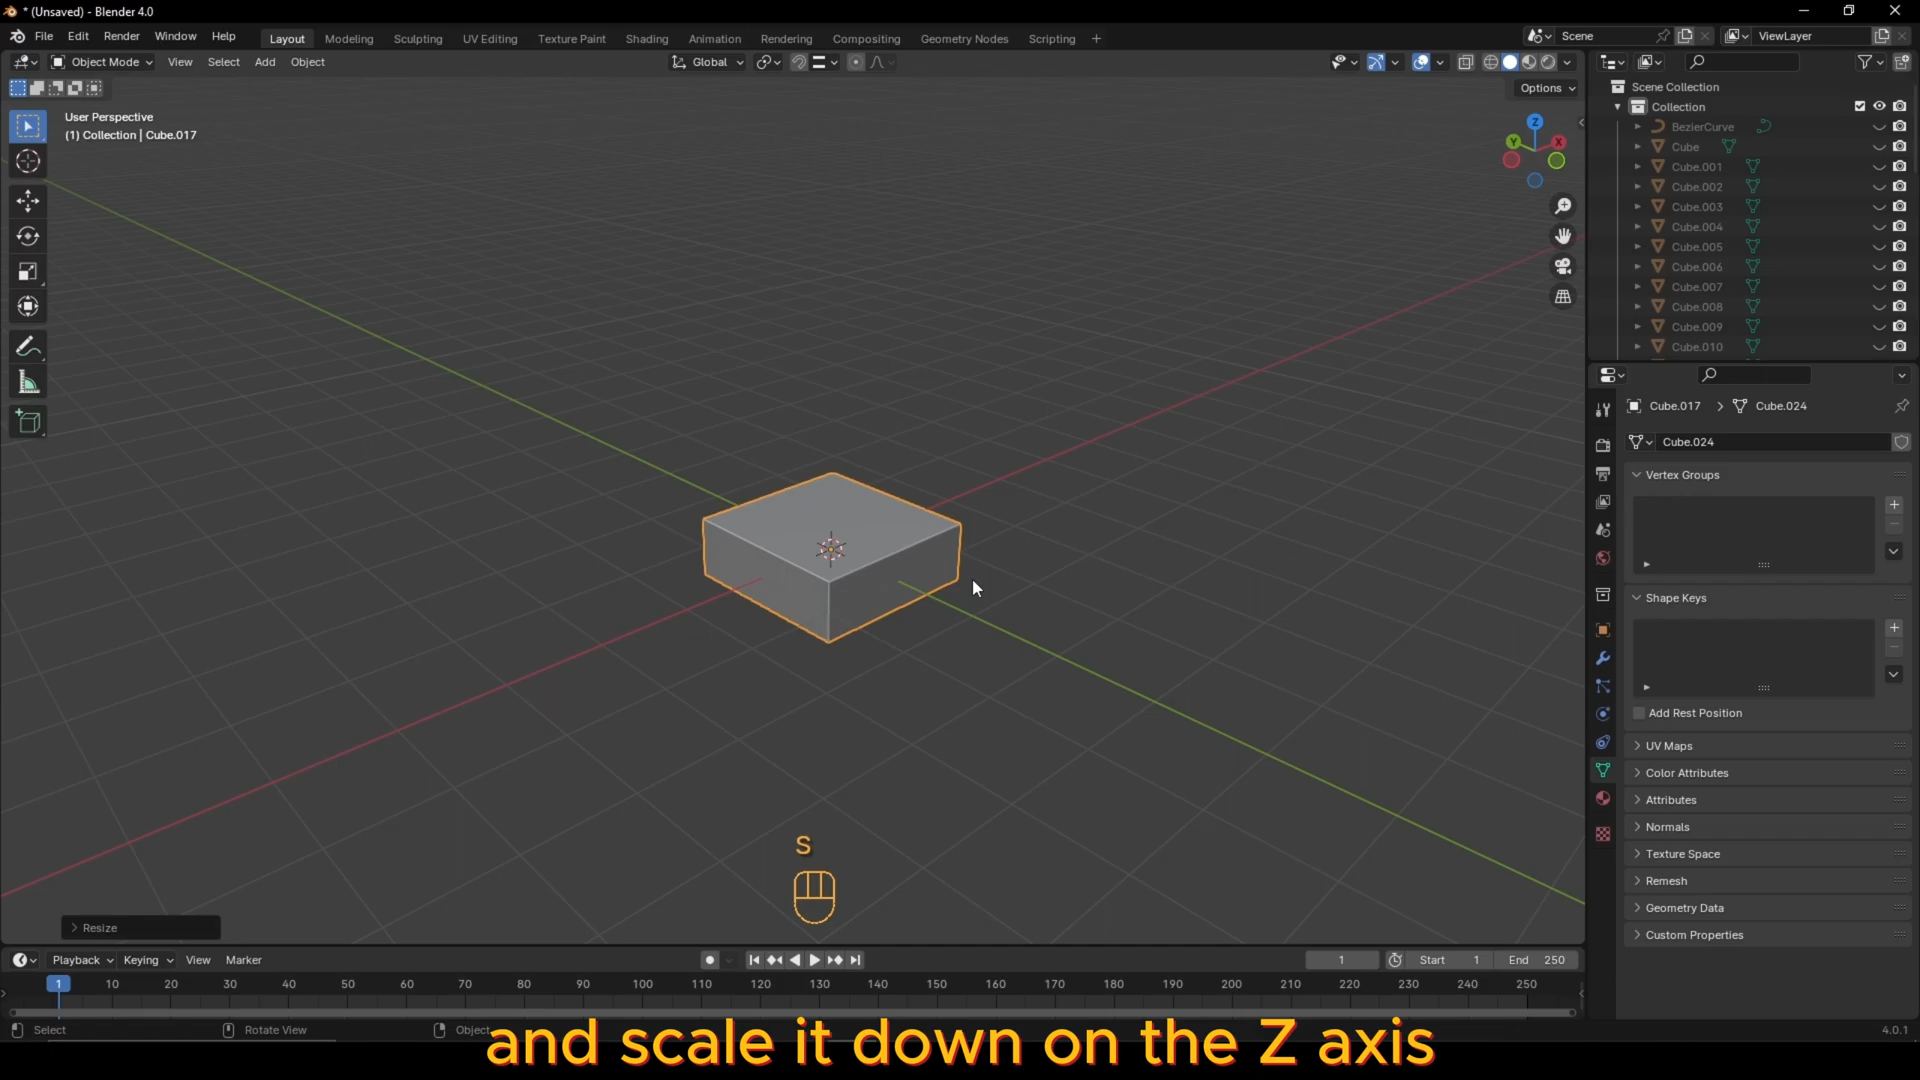 * (Unsaved) - Blender 4.0
File Edit Render Window Help
Layout Modeling Sculpting UV Editing Texture Paint Shading Animation Rendering Compositing Geometry Nodes Scripting +
Scene
ViewLayer
Object Mode View Select Add Object
Global
Options
User Perspective
(1) Collection | Cube.017
Z
Y
X
Scene Collection
Collection
BezierCurve
Cube
Cube.001
Cube.002
Cube.003
Cube.004
Cube.005
Cube.006
Cube.007
Cube.008
Cube.009
Cube.010
Cube.017 > Cube.024
Cube.024
Vertex Groups
Shape Keys
Add Rest Position
UV Maps
Color Attributes
Attributes
Normals
Texture Space
Remesh
Geometry Data
Custom Properties
S
Resize
Playback Keying View Marker
1
Start 1
End 250
1 10 20 30 40 50 60 70 80 90 100 110 120 130 140 150 160 170 180 190 200 210 220 230 240 250
Select
Rotate View
Object
4.0.1
and scale it down on the Z axis